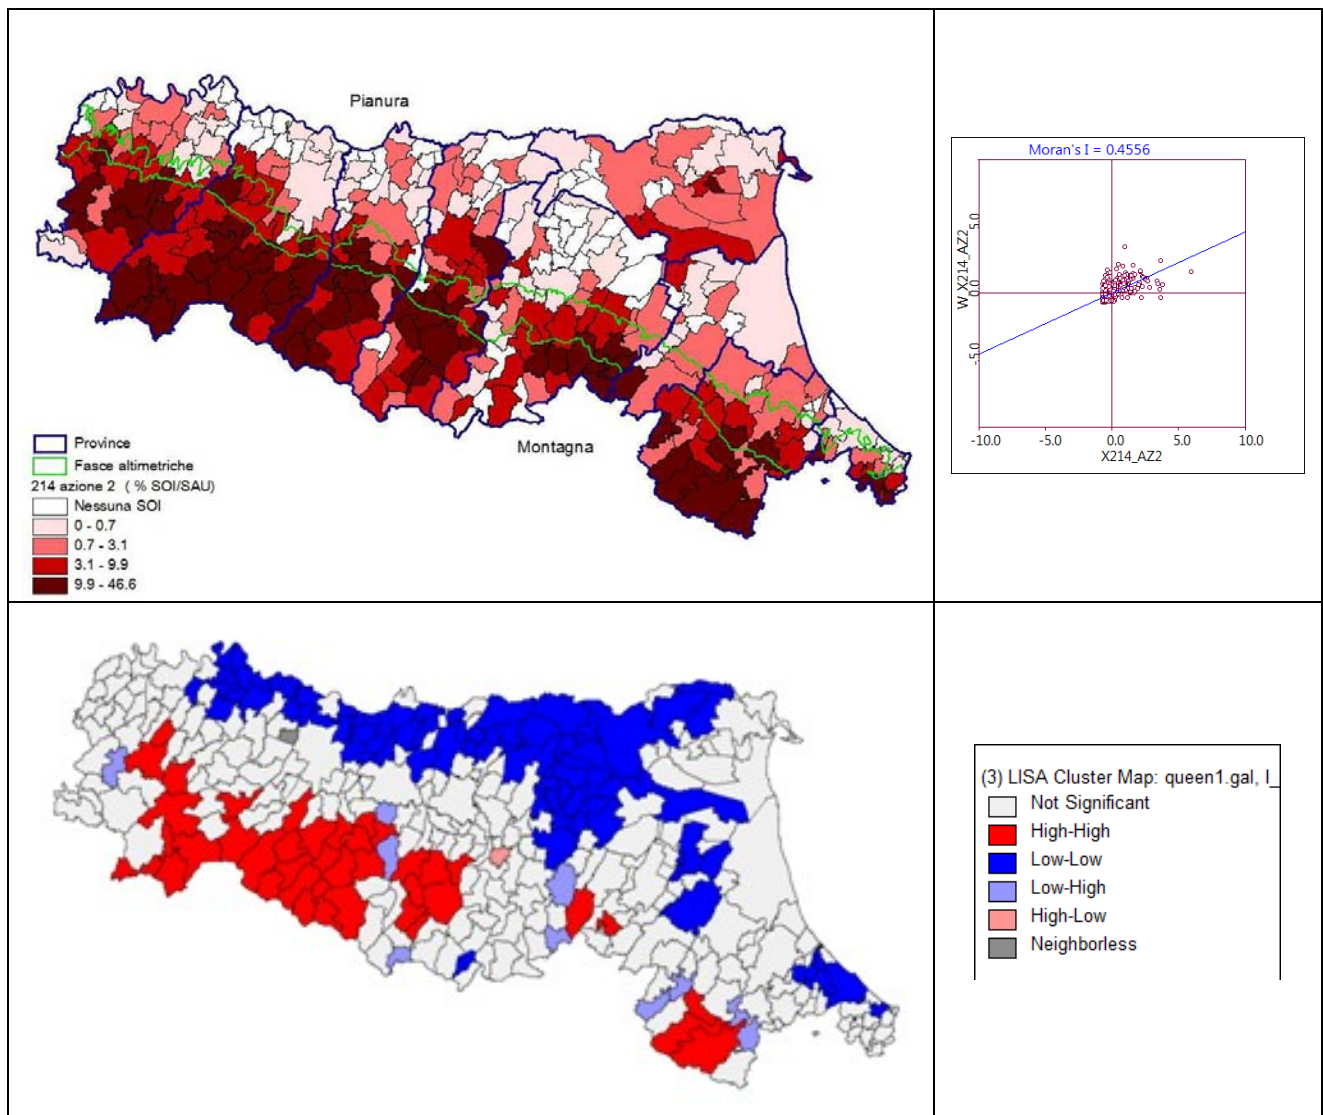 Pianura
Montagna
Province
Fasce altimetriche
214 azione 2 ( % SOI/SAU)
Nessuna SOI
0 - 0.7
0.7 - 3.1
3.1 - 9.9
9.9 - 46.6
Moran's I = 0.4556
W_X214_AZ2
5.0
0.0
-5.0
-10.0 -5.0 0.0 5.0 10.0
X214_AZ2
(3) LISA Cluster Map: queen1.gal, I_
Not Significant
High-High
Low-Low
Low-High
High-Low
Neighborless